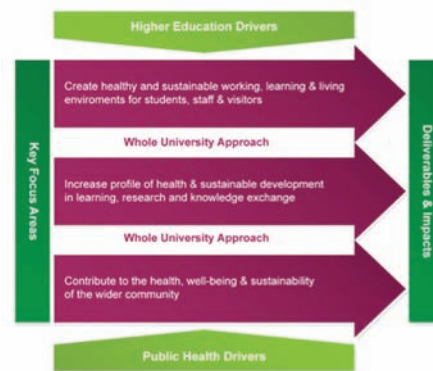 Higher Education Drivers
Key Focus Areas
Create healthy and sustainable working, learning & living
enviroments for students, staff & visitors
Whole University Approach
Increase profile of health & sustainable development
in learning, research and knowledge exchange
Whole University Approach
Contribute to the health, well-being & sustainability
of the wider community
Deliverables & Impacts
Public Health Drivers